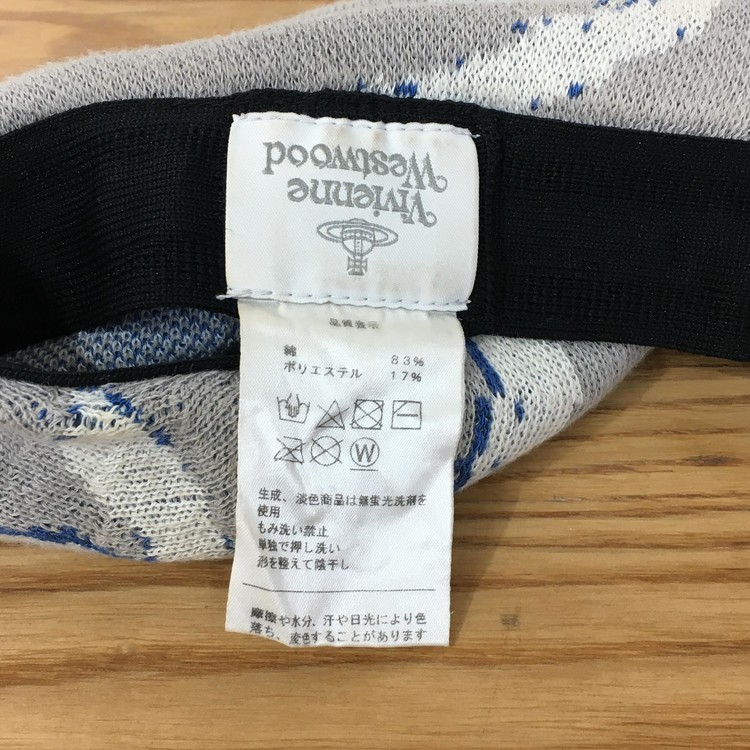 Vivienne
Westwood
品質表示
綿 83%
ポリエステル 17%
W
生成、淡色商品は無蛍光洗剤を
使用
もみ洗い禁止
単独で押し洗い
形を整えて陰干し
摩擦や水分、汗や日光により色
落ち、変色することがあります